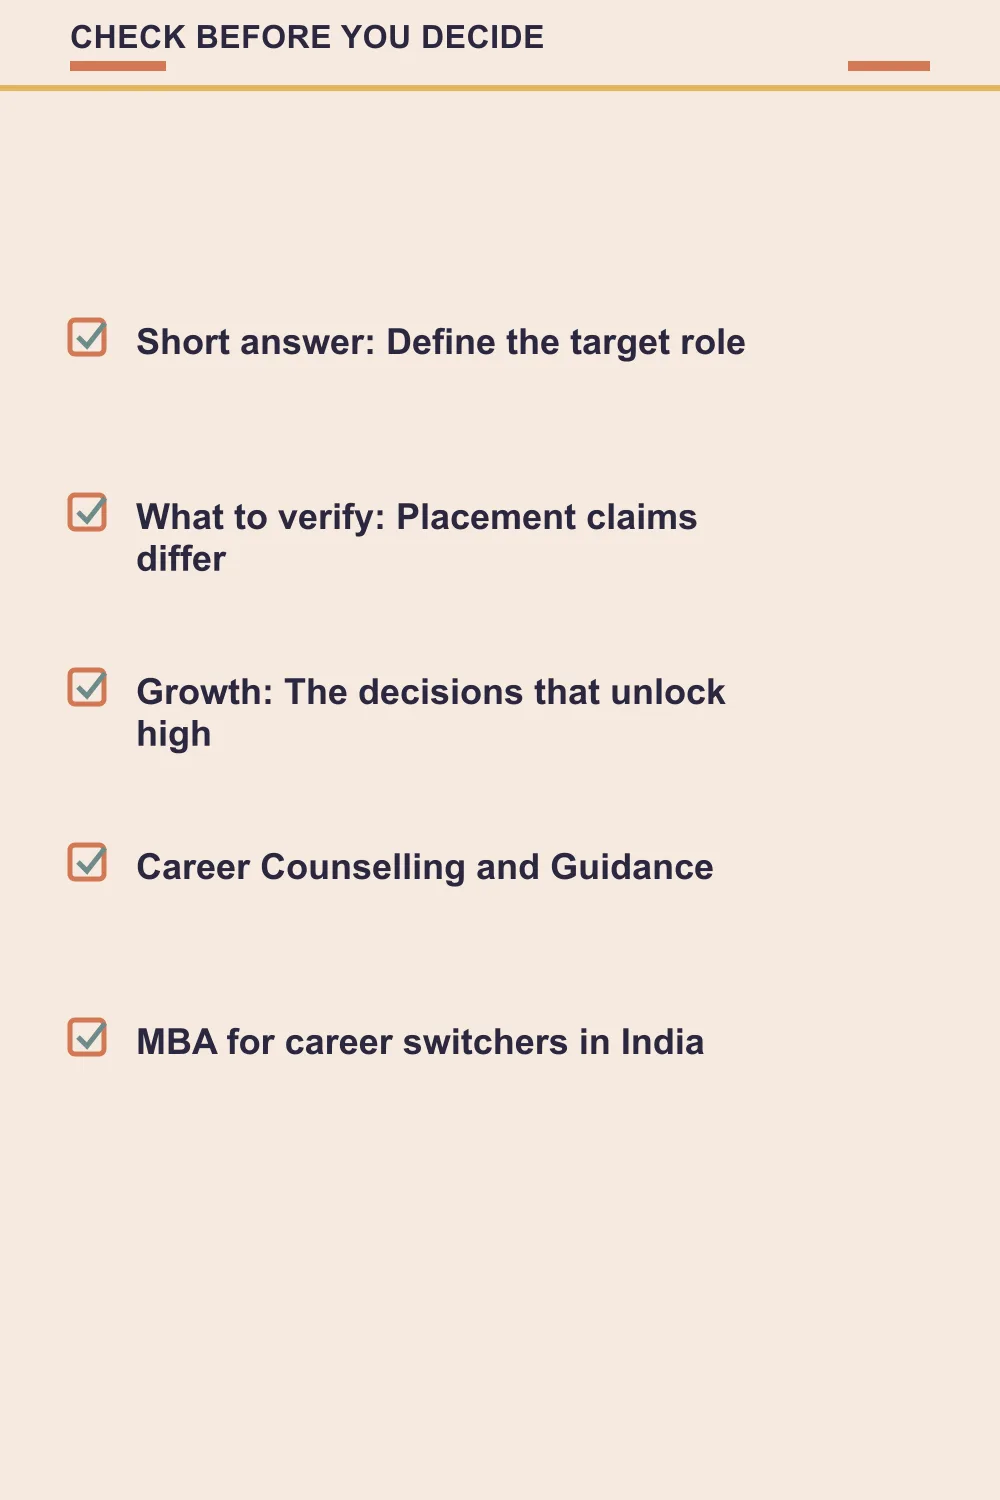 CHECK BEFORE YOU DECIDE
Short answer: Define the target role
What to verify: Placement claims
differ
Growth: The decisions that unlock
high
Career Counselling and Guidance
MBA for career switchers in India